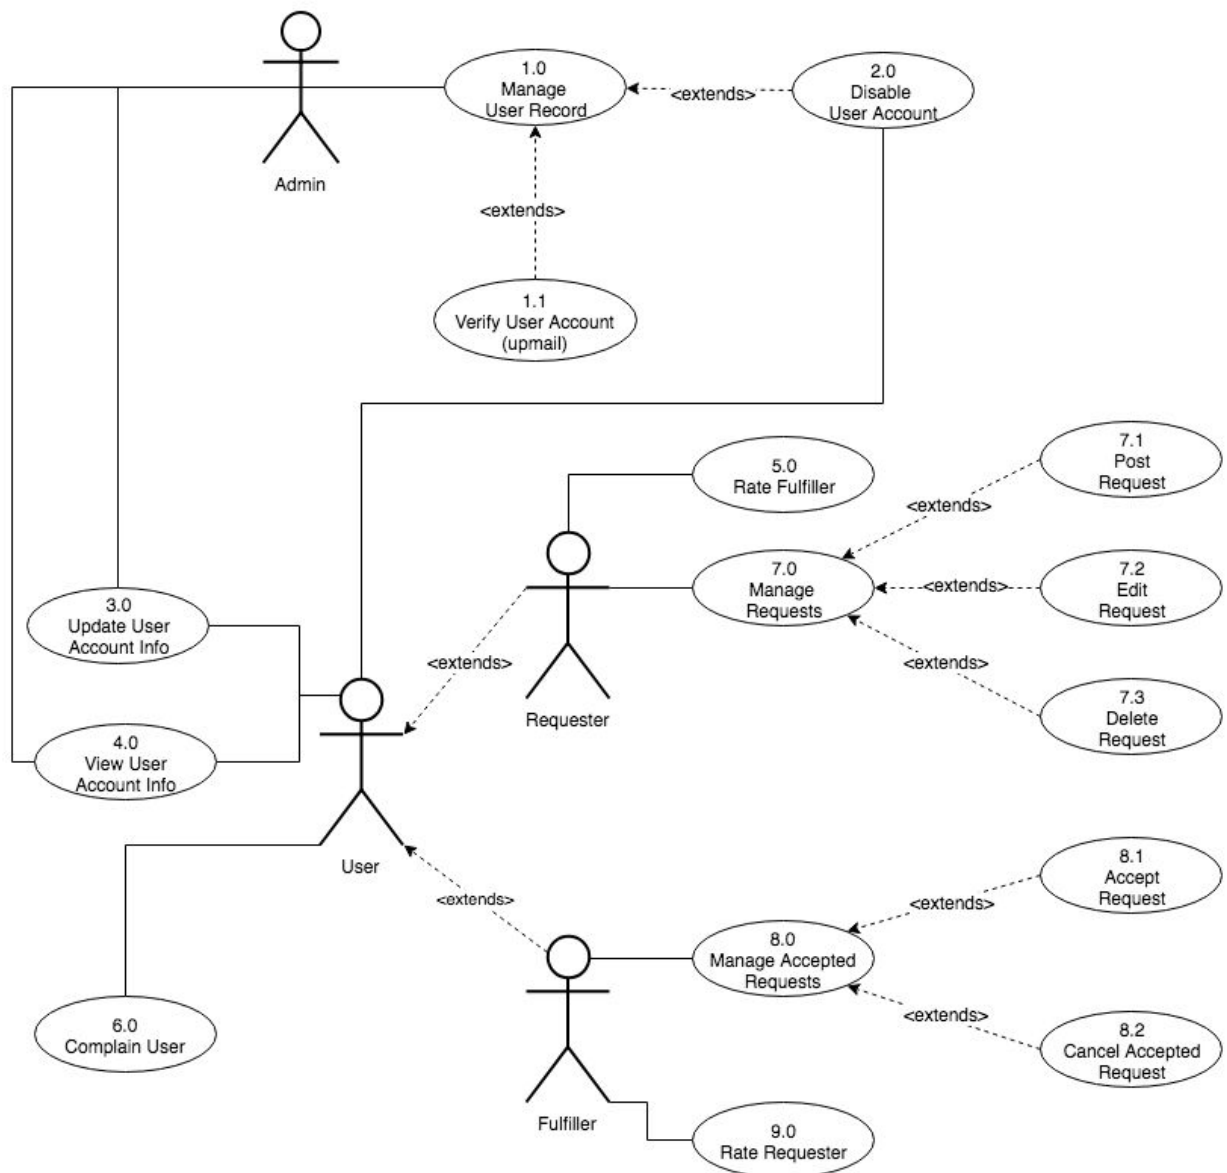 1.0
Manage
User Record
<extends>
2.0
Disable
User Account
Admin
<extends>
1.1
Verify User Account
(upmail)
5.0
Rate Fulfiller
7.1
Post
Request
<extends>
7.0
Manage
Requests
<extends>
7.2
Edit
Request
3.0
Update User
Account Info
<extends>
<extends>
7.3
Delete
Request
Requester
4.0
View User
Account Info
User
8.1
Accept
Request
<extends>
<extends>
8.0
Manage Accepted
Requests
<extends>
8.2
Cancel Accepted
Request
6.0
Complain User
Fulfiller
9.0
Rate Requester